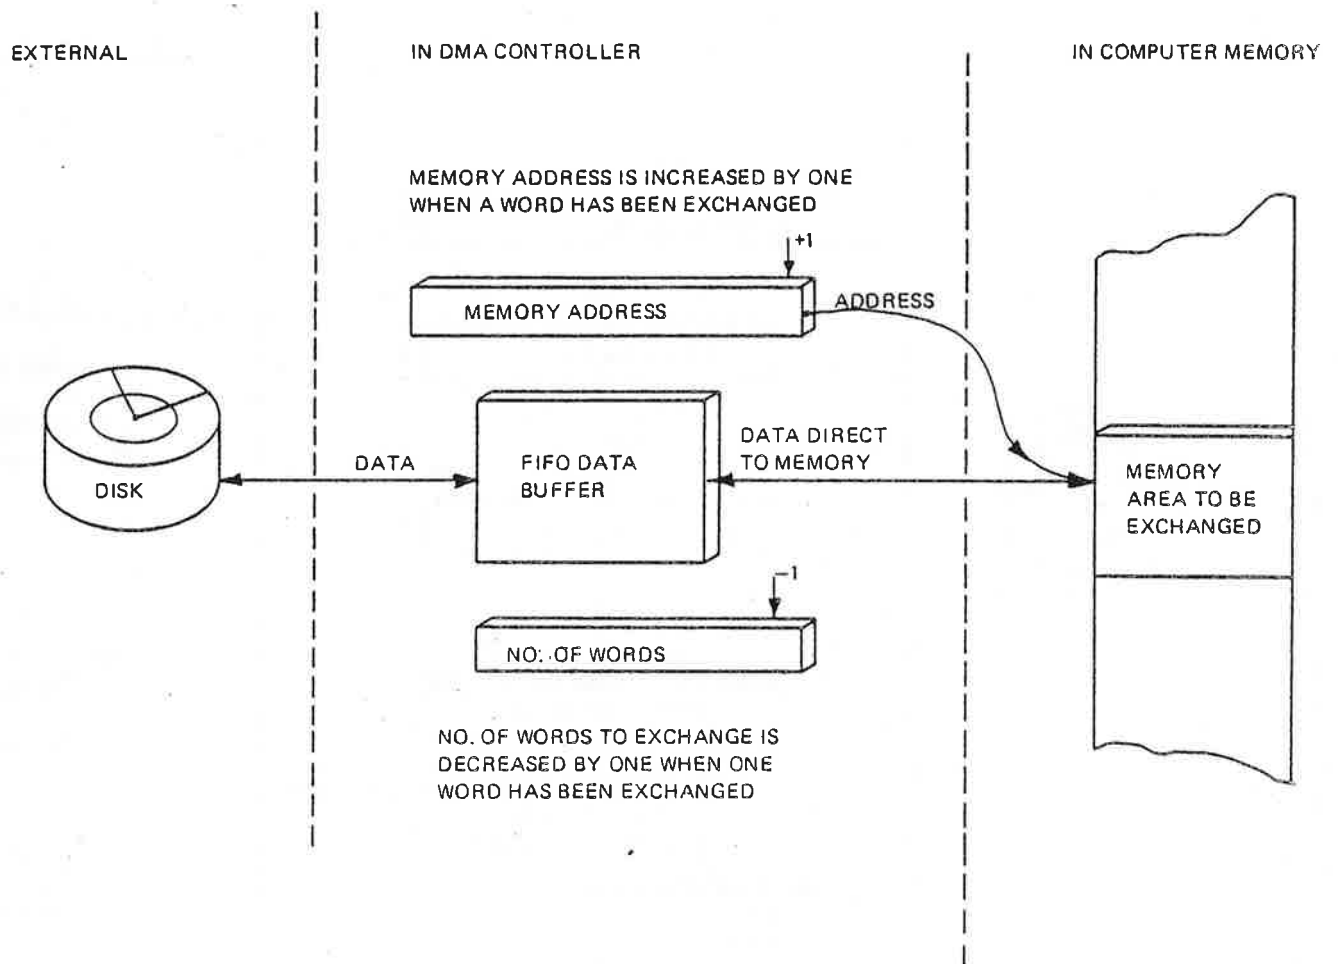 EXTERNAL
IN DMA CONTROLLER
IN COMPUTER MEMORY
MEMORY ADDRESS IS INCREASED BY ONE
WHEN A WORD HAS BEEN EXCHANGED
+1
MEMORY ADDRESS
ADDRESS
DISK
DATA
FIFO DATA
BUFFER
DATA DIRECT
TO MEMORY
MEMORY
AREA TO BE
EXCHANGED
−1
NO. OF WORDS
NO. OF WORDS TO EXCHANGE IS
DECREASED BY ONE WHEN ONE
WORD HAS BEEN EXCHANGED